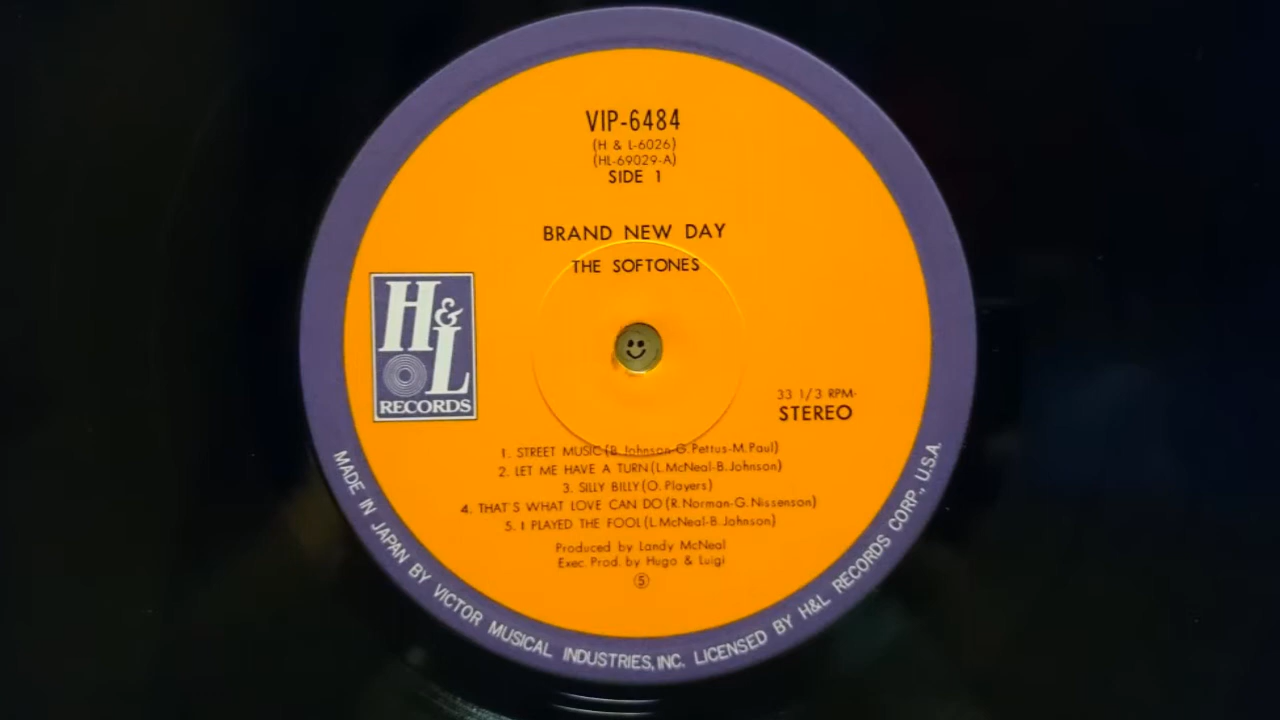 VIP-6484
(H & L-6026)
(HL-69029-A)
SIDE 1
BRAND NEW DAY
THE SOFTONES
H&L
RECORDS
33 1/3 RPM-
STEREO
1. STREET MUSIC (B. Johnson-G. Pettus-M. Paul)
2. LET ME HAVE A TURN (L. McNeal-B. Johnson)
3. SILLY BILLY (O. Players)
4. THAT'S WHAT LOVE CAN DO (R. Norman-G. Nissenson)
5. I PLAYED THE FOOL (L. McNeal-B. Johnson)
Produced by Landy McNeal
Exec. Prod. by Hugo & Luigi
⑤
MADE IN JAPAN BY VICTOR MUSICAL INDUSTRIES, INC. LICENSED BY H&L RECORDS CORP., U.S.A.